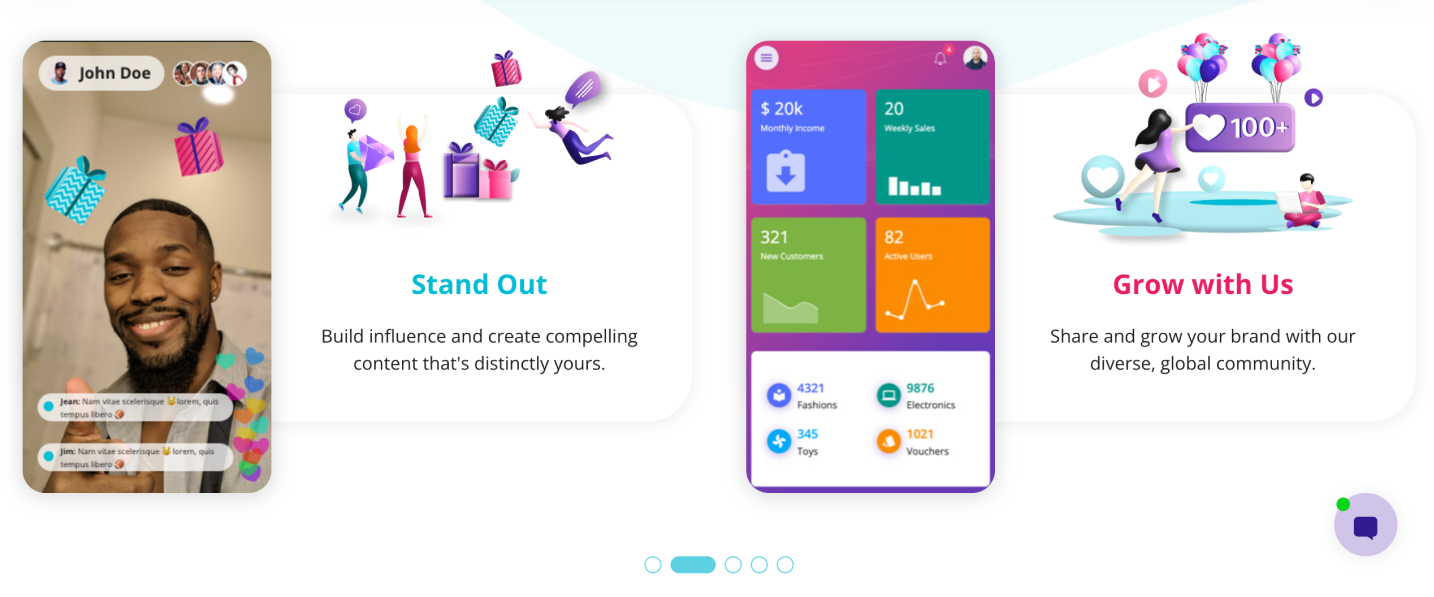 John Doe
Jean: Nam vitae scelerisque 😺 lorem, quis
tempus libero 🏈
Jim: Nam vitae scelerisque 😺 lorem, quis
tempus libero 🏈
Stand Out
Build influence and create compelling
content that's distinctly yours.
4
$ 20k
Monthly Income
20
Weekly Sales
321
New Customers
82
Active Users
4321
Fashions
9876
Electronics
345
Toys
1021
Vouchers
100+
Grow with Us
Share and grow your brand with our
diverse, global community.